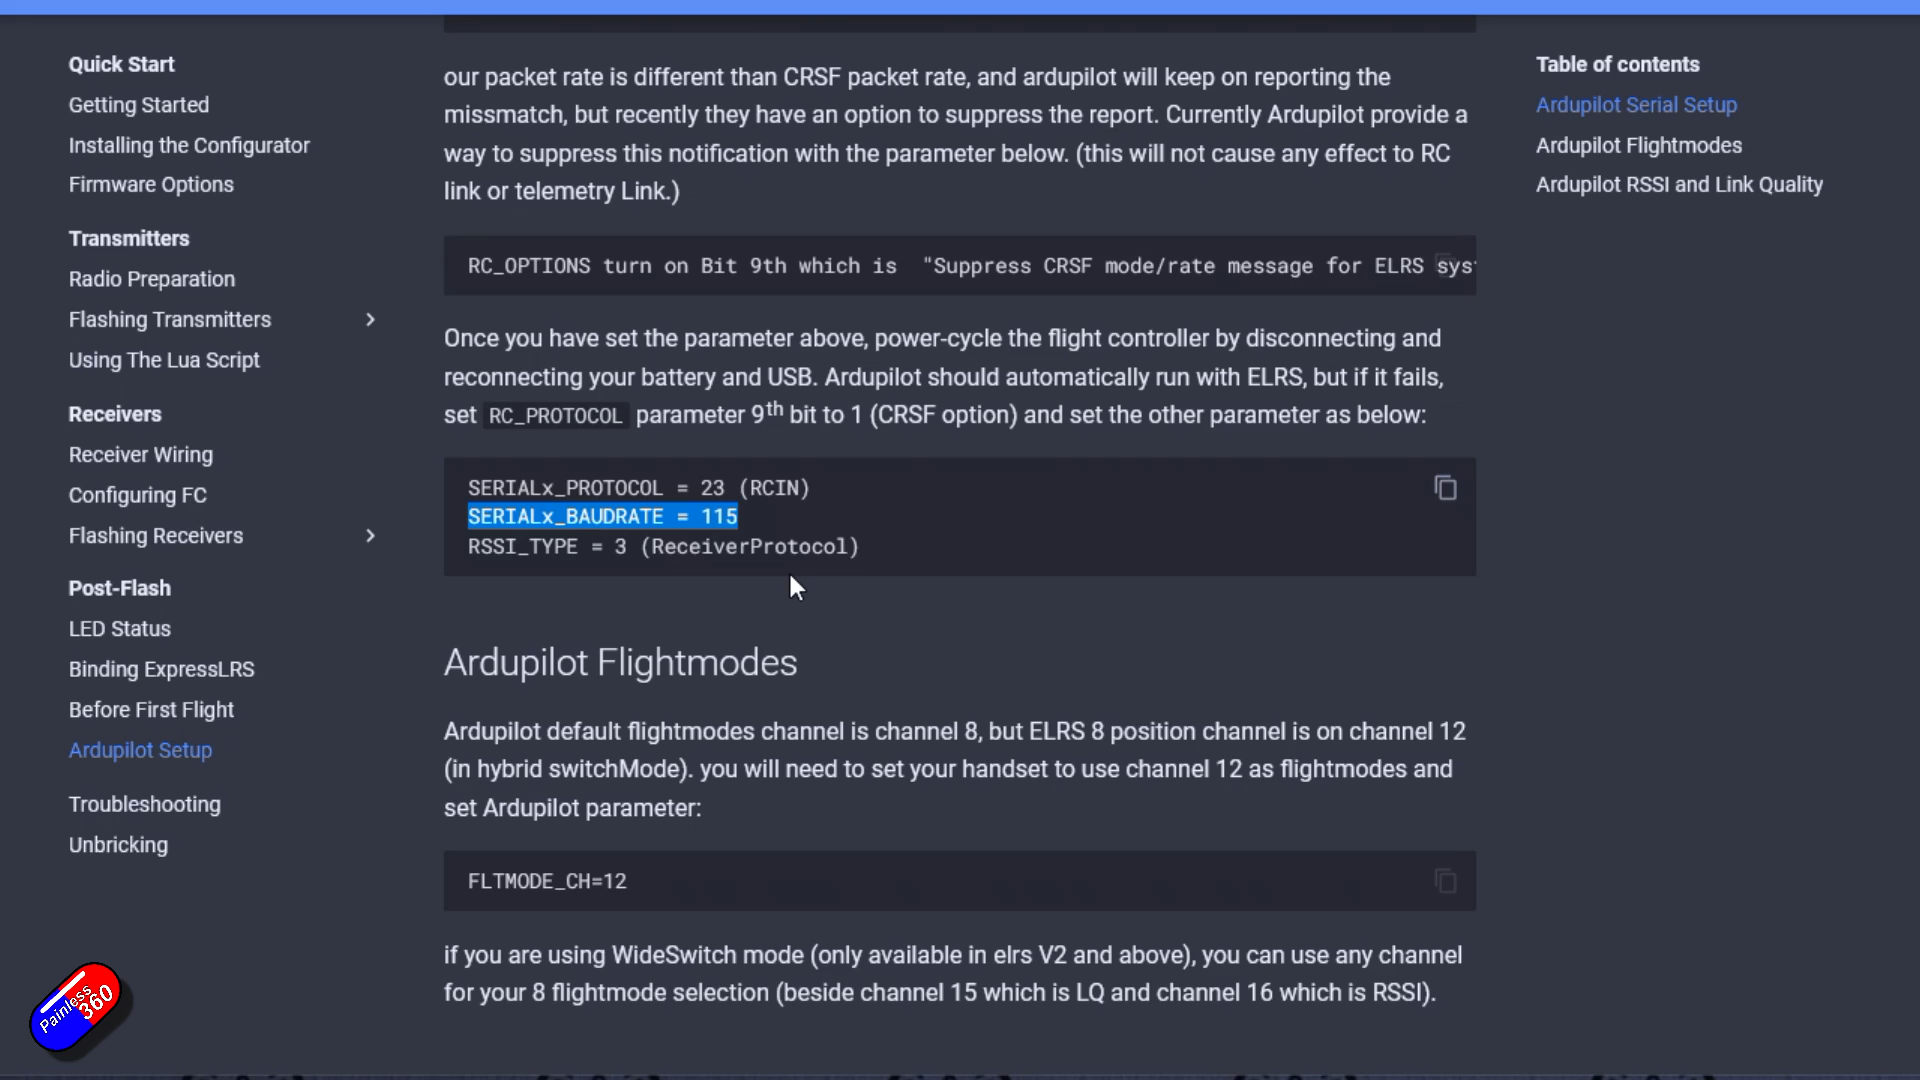 Quick Start
Getting Started
Installing the Configurator
Firmware Options
Transmitters
Radio Preparation
Flashing Transmitters
Using The Lua Script
Receivers
Receiver Wiring
Configuring FC
Flashing Receivers
Post-Flash
LED Status
Binding ExpressLRS
Before First Flight
Ardupilot Setup
Troubleshooting
Unbricking
our packet rate is different than CRSF packet rate, and ardupilot will keep on reporting the
missmatch, but recently they have an option to suppress the report. Currently Ardupilot provide a
way to suppress this notification with the parameter below. (this will not cause any effect to RC
link or telemetry Link.)
RC_OPTIONS turn on Bit 9th which is "Suppress CRSF mode/rate message for ELRS syst
Once you have set the parameter above, power-cycle the flight controller by disconnecting and
reconnecting your battery and USB. Ardupilot should automatically run with ELRS, but if it fails,
set RC_PROTOCOL parameter 9th bit to 1 (CRSF option) and set the other parameter as below:
SERIALx_PROTOCOL = 23 (RCIN)
SERIALx_BAUDRATE = 115
RSSI_TYPE = 3 (ReceiverProtocol)
Ardupilot Flightmodes
Ardupilot default flightmodes channel is channel 8, but ELRS 8 position channel is on channel 12
(in hybrid switchMode). you will need to set your handset to use channel 12 as flightmodes and
set Ardupilot parameter:
FLTMODE_CH=12
if you are using WideSwitch mode (only available in elrs V2 and above), you can use any channel
for your 8 flightmode selection (beside channel 15 which is LQ and channel 16 which is RSSI).
Table of contents
Ardupilot Serial Setup
Ardupilot Flightmodes
Ardupilot RSSI and Link Quality
Painless
360